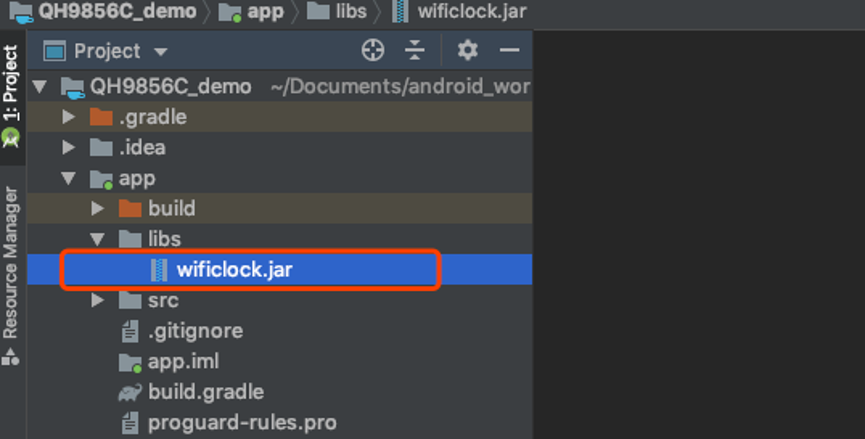 QH9856C_demo app libs wificlock.jar
1: Project
Resource Manager
Project
QH9856C_demo ~/Documents/android_wor
.gradle
.idea
app
build
libs
wificlock.jar
src
.gitignore
app.iml
build.gradle
proguard-rules.pro